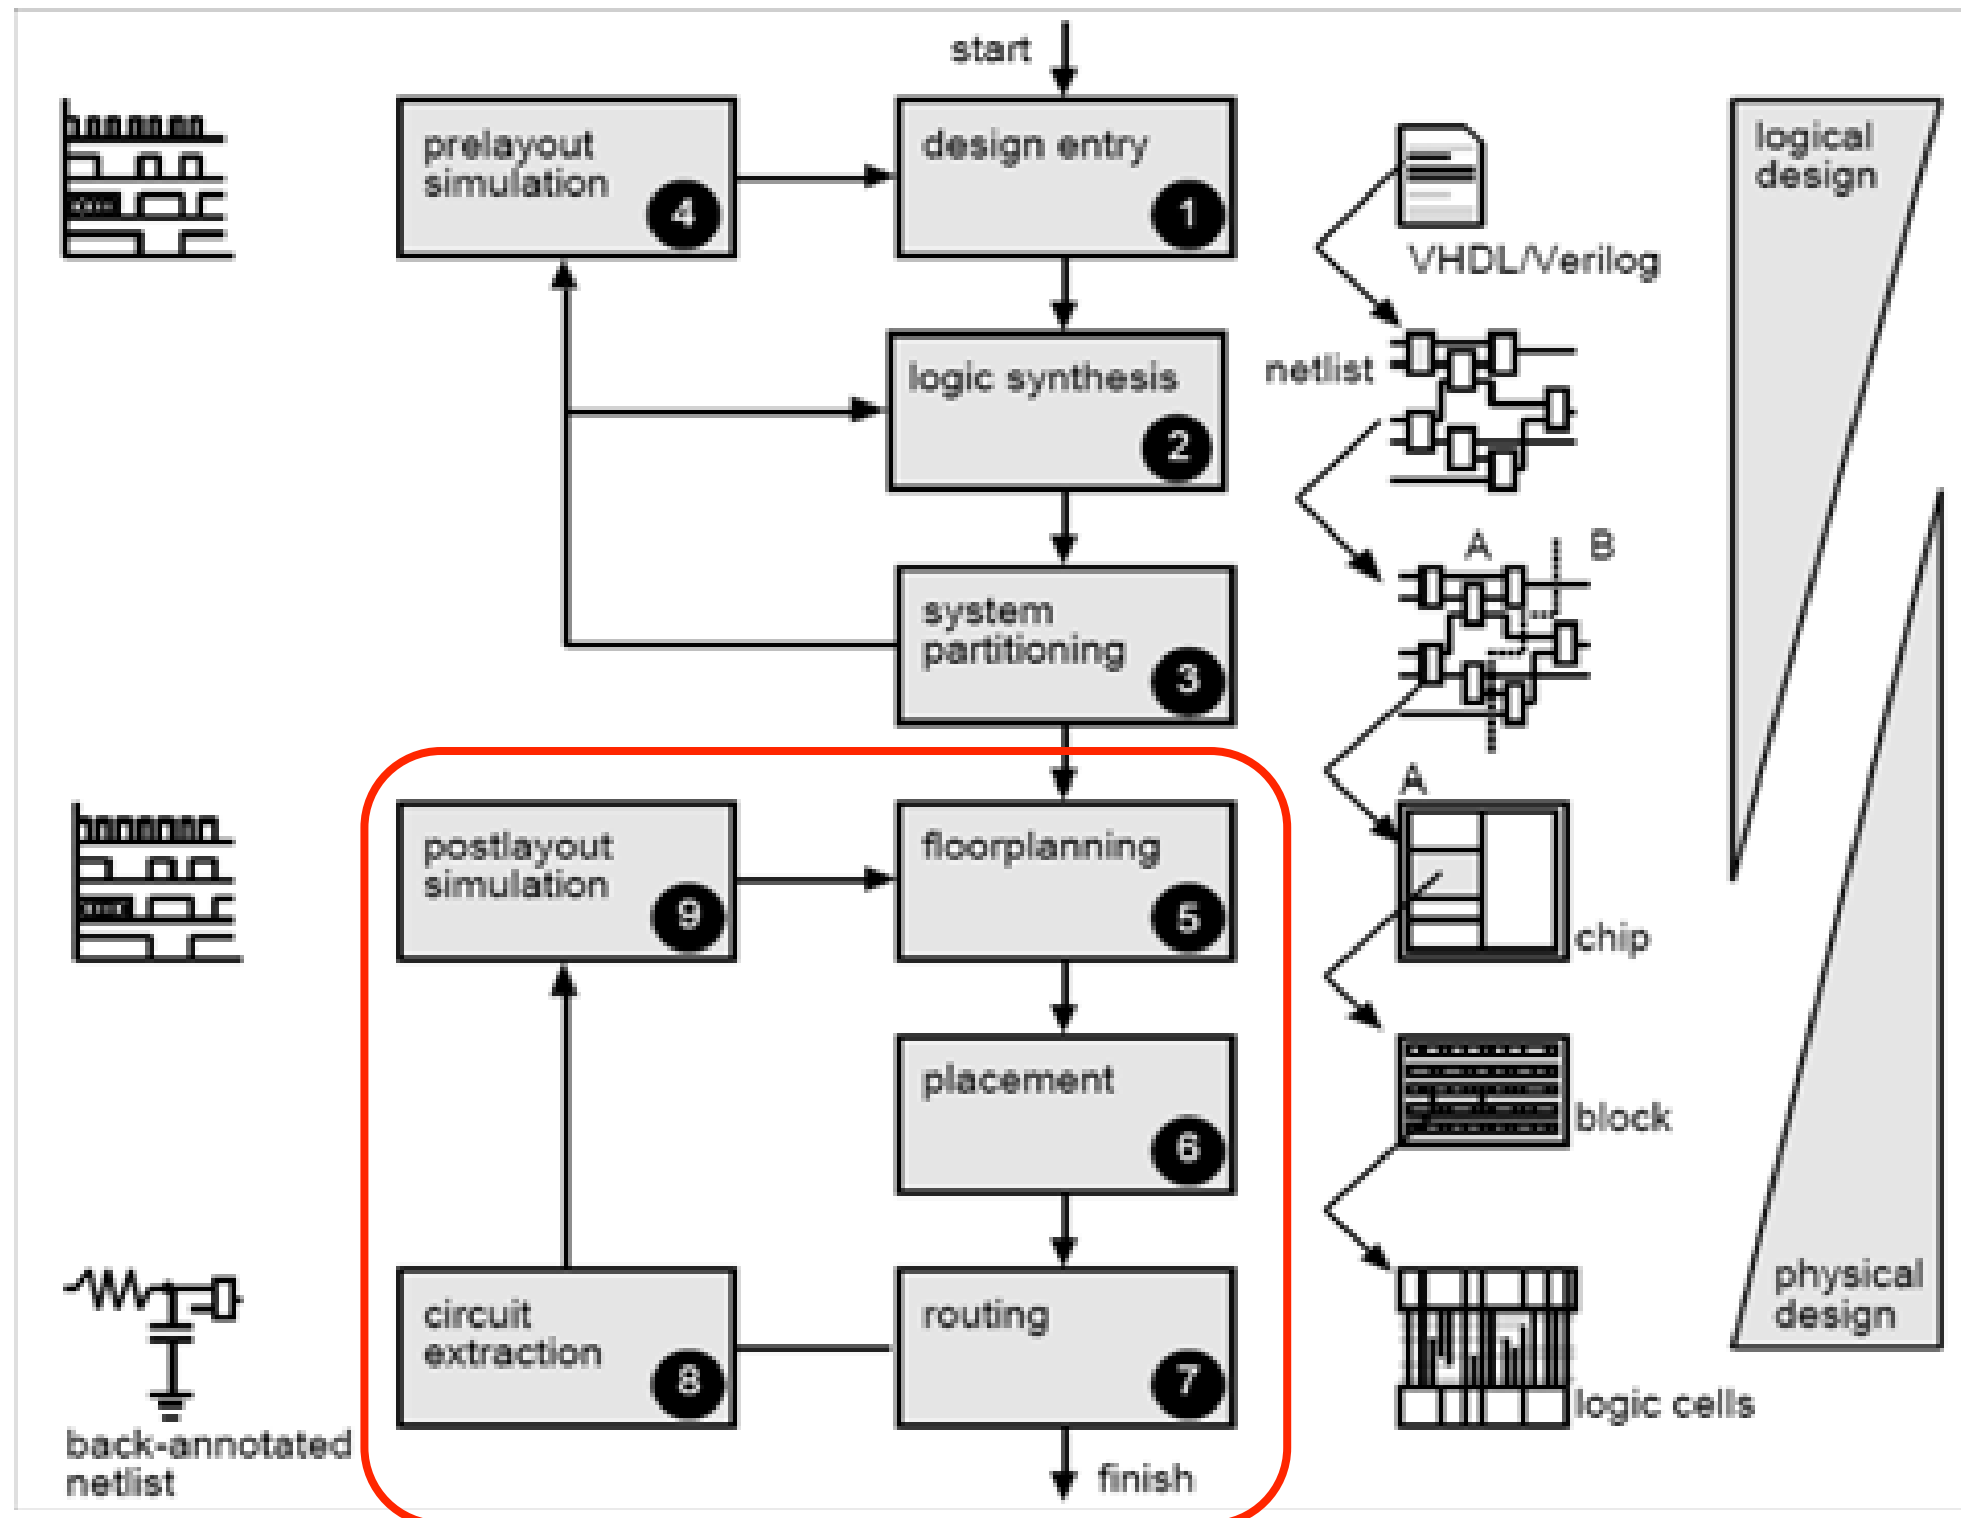 start
prelayout
simulation
4
design entry
1
VHDL/Verilog
logical
design
logic synthesis
2
netlist
system
partitioning
3
A
B
postlayout
simulation
9
floorplanning
5
A
chip
placement
6
block
circuit
extraction
8
routing
7
logic cells
physical
design
back-annotated
netlist
finish